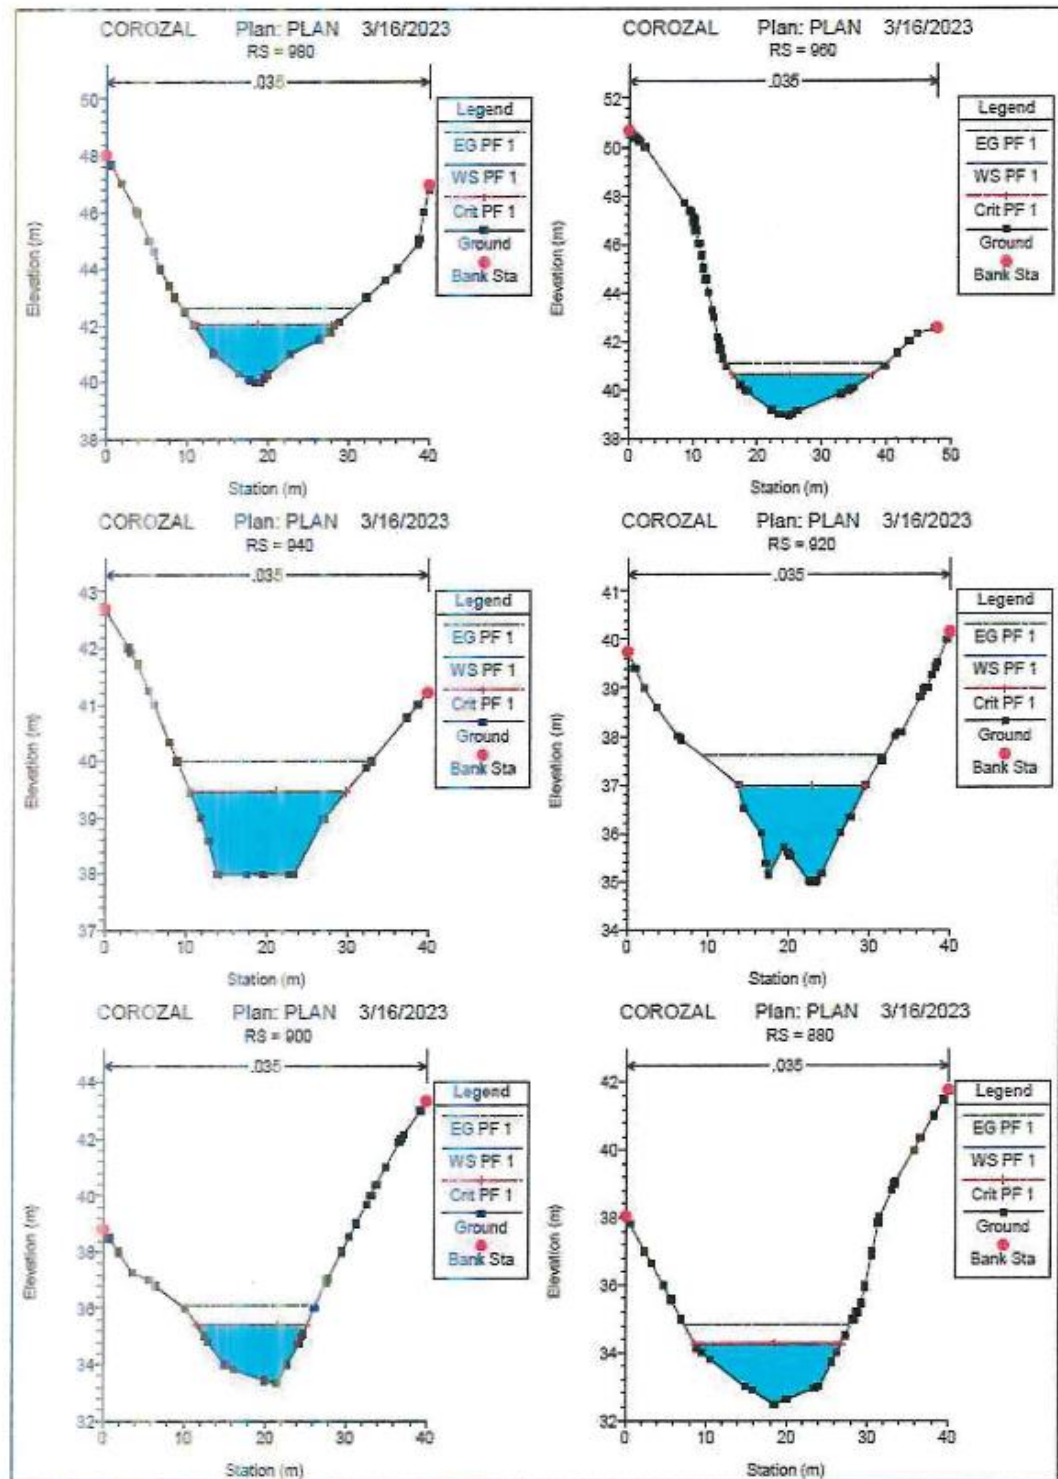 COROZAL Plan: PLAN 3/16/2023
RS = 980
.035
Legend
EG PF 1
WS PF 1
Crit PF 1
Ground
Bank Sta
Elevation (m)
50
48
46
44
42
40
38
0 10 20 30 40
Station (m)
COROZAL Plan: PLAN 3/16/2023
RS = 960
.035
Legend
EG PF 1
WS PF 1
Crit PF 1
Ground
Bank Sta
Elevation (m)
52
50
48
46
44
42
40
38
0 10 20 30 40 50
Station (m)
COROZAL Plan: PLAN 3/16/2023
RS = 940
.035
Legend
EG PF 1
WS PF 1
Crit PF 1
Ground
Bank Sta
Elevation (m)
43
42
41
40
39
38
37
0 10 20 30 40
Station (m)
COROZAL Plan: PLAN 3/16/2023
RS = 920
.035
Legend
EG PF 1
WS PF 1
Crit PF 1
Ground
Bank Sta
Elevation (m)
41
40
39
38
37
36
35
34
0 10 20 30 40
Station (m)
COROZAL Plan: PLAN 3/16/2023
RS = 900
.035
Legend
EG PF 1
WS PF 1
Crit PF 1
Ground
Bank Sta
Elevation (m)
44
42
40
38
36
34
32
0 10 20 30 40
Station (m)
COROZAL Plan: PLAN 3/16/2023
RS = 880
.035
Legend
EG PF 1
WS PF 1
Crit PF 1
Ground
Bank Sta
Elevation (m)
42
40
38
36
34
32
0 10 20 30 40
Station (m)